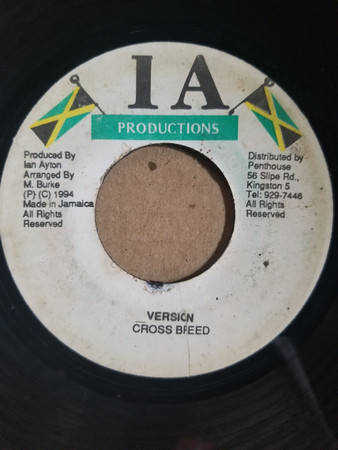 IA
PRODUCTIONS
Produced By
Ian Ayton
Arranged By
M. Burke
(P) (C) 1994
Made in Jamaica
All Rights
Reserved
Distributed by
Penthouse
56 Slipe Rd.,
Kingston 5
Tel: 929-7446
All Rights
Reserved
VERSION
CROSS BREED